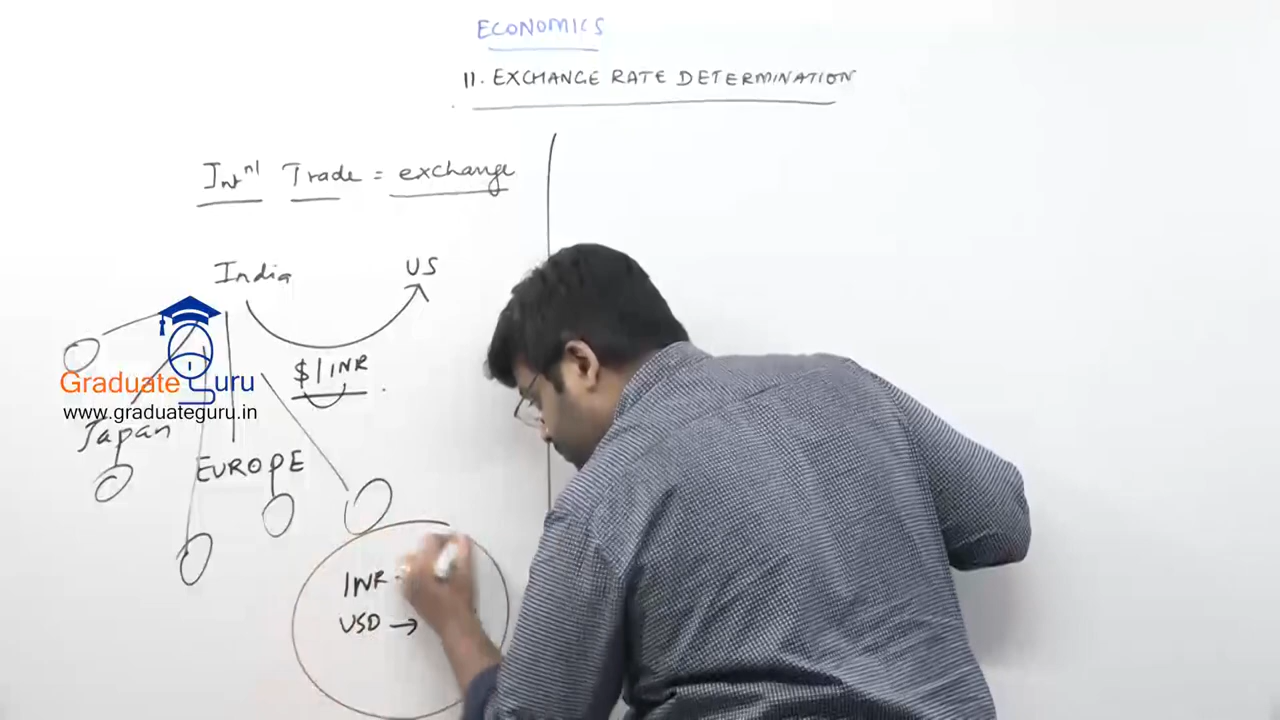 ECONOMICS
11. EXCHANGE RATE DETERMINATION
Intnl Trade = exchange
India
US
$/INR
Graduate Guru
www.graduateguru.in
Japan
EUROPE
INR -
USD →